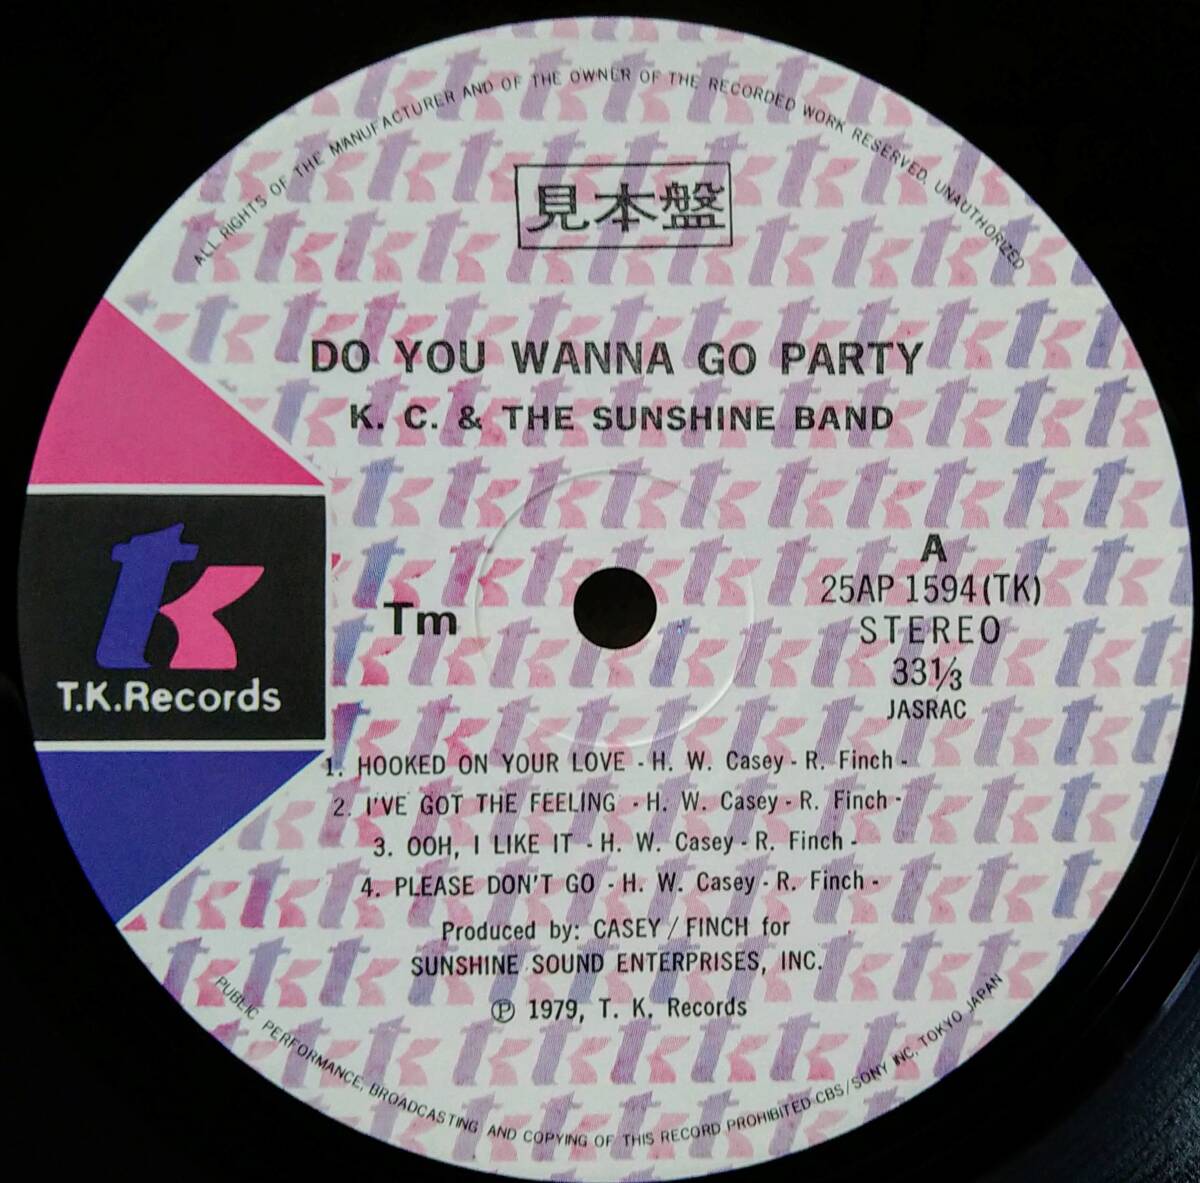 ALL RIGHTS OF THE MANUFACTURER AND OF THE OWNER OF THE RECORDED WORK RESERVED. UNAUTHORIZED
見本盤
DO YOU WANNA GO PARTY
K. C. & THE SUNSHINE BAND
tk
T.K.Records
Tm
A
25AP 1594(TK)
STEREO
33⅓
JASRAC
1. HOOKED ON YOUR LOVE - H. W. Casey - R. Finch -
2. I'VE GOT THE FEELING - H. W. Casey - R. Finch -
3. OOH, I LIKE IT - H. W. Casey - R. Finch -
4. PLEASE DON'T GO - H. W. Casey - R. Finch -
Produced by: CASEY / FINCH for
SUNSHINE SOUND ENTERPRISES, INC.
Ⓟ 1979, T. K. Records
PUBLIC PERFORMANCE, BROADCASTING AND COPYING OF THIS RECORD PROHIBITED CBS/SONY INC. TOKYO JAPAN